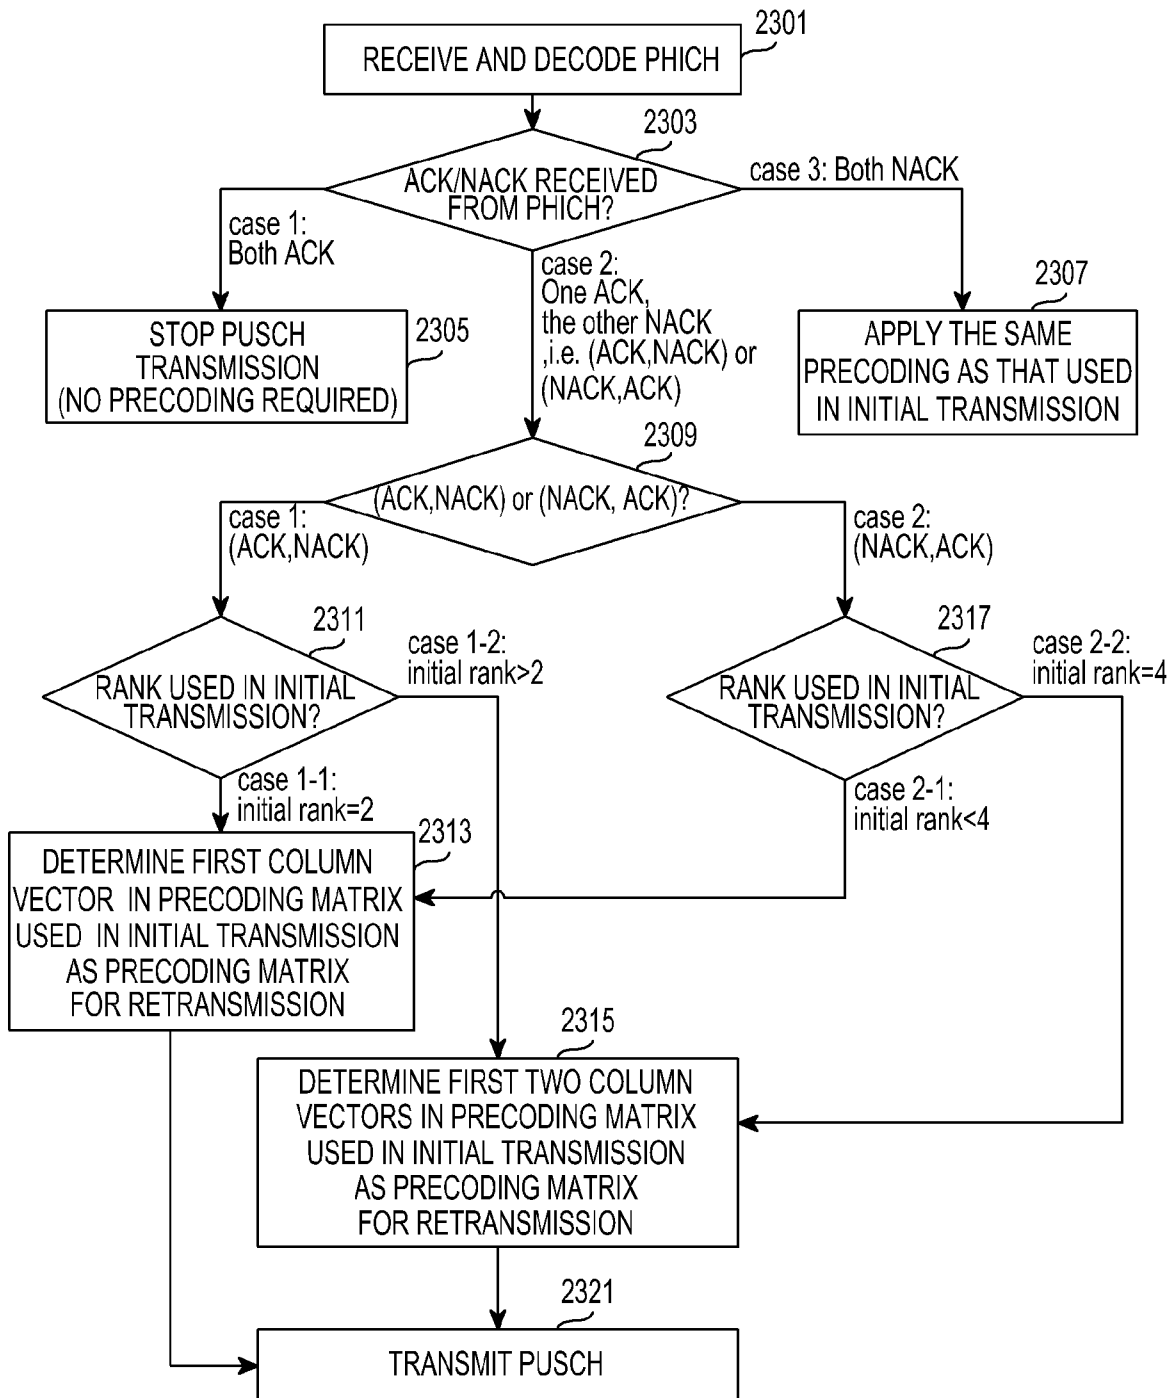 2301
RECEIVE AND DECODE PHICH
2303
ACK/NACK RECEIVED
FROM PHICH?
case 3: Both NACK
case 1:
Both ACK
case 2:
One ACK,
the other NACK
,i.e. (ACK,NACK) or
(NACK,ACK)
2305
STOP PUSCH
TRANSMISSION
(NO PRECODING REQUIRED)
2307
APPLY THE SAME
PRECODING AS THAT USED
IN INITIAL TRANSMISSION
2309
(ACK,NACK) or (NACK, ACK)?
case 1:
(ACK,NACK)
case 2:
(NACK,ACK)
2311
RANK USED IN INITIAL
TRANSMISSION?
case 1-2:
initial rank>2
2317
RANK USED IN INITIAL
TRANSMISSION?
case 2-2:
initial rank=4
case 1-1:
initial rank=2
case 2-1:
initial rank<4
2313
DETERMINE FIRST COLUMN
VECTOR IN PRECODING MATRIX
USED IN INITIAL TRANSMISSION
AS PRECODING MATRIX
FOR RETRANSMISSION
2315
DETERMINE FIRST TWO COLUMN
VECTORS IN PRECODING MATRIX
USED IN INITIAL TRANSMISSION
AS PRECODING MATRIX
FOR RETRANSMISSION
2321
TRANSMIT PUSCH